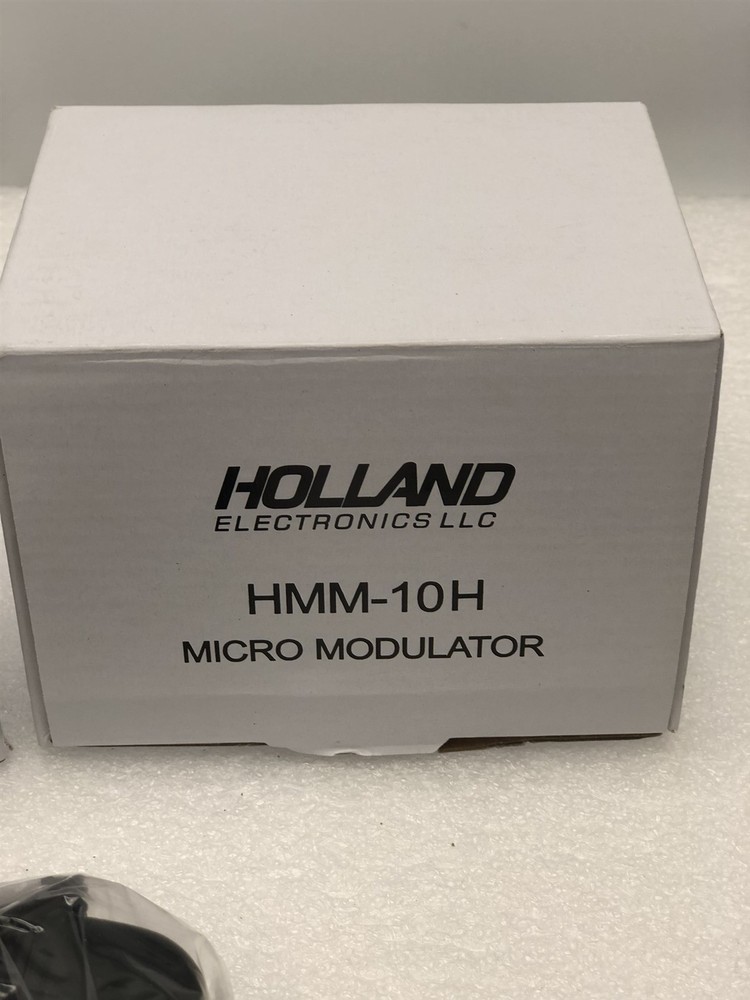 HOLLAND
ELECTRONICS LLC
HMM-10H
MICRO MODULATOR